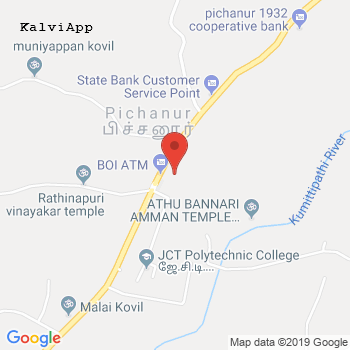 pichanur 1932
cooperative bank
KalviApp
muniyappan kovil
State Bank Customer
Service Point
Pichanur
பிச்சனூர்
BOI ATM
Rathinapuri
vinayakar temple
ATHU BANNARI
AMMAN TEMPLE...
Kumittipathi River
JCT Polytechnic College
ஜே.சி.டி....
Malai Kovil
Google
Map data ©2019 Google